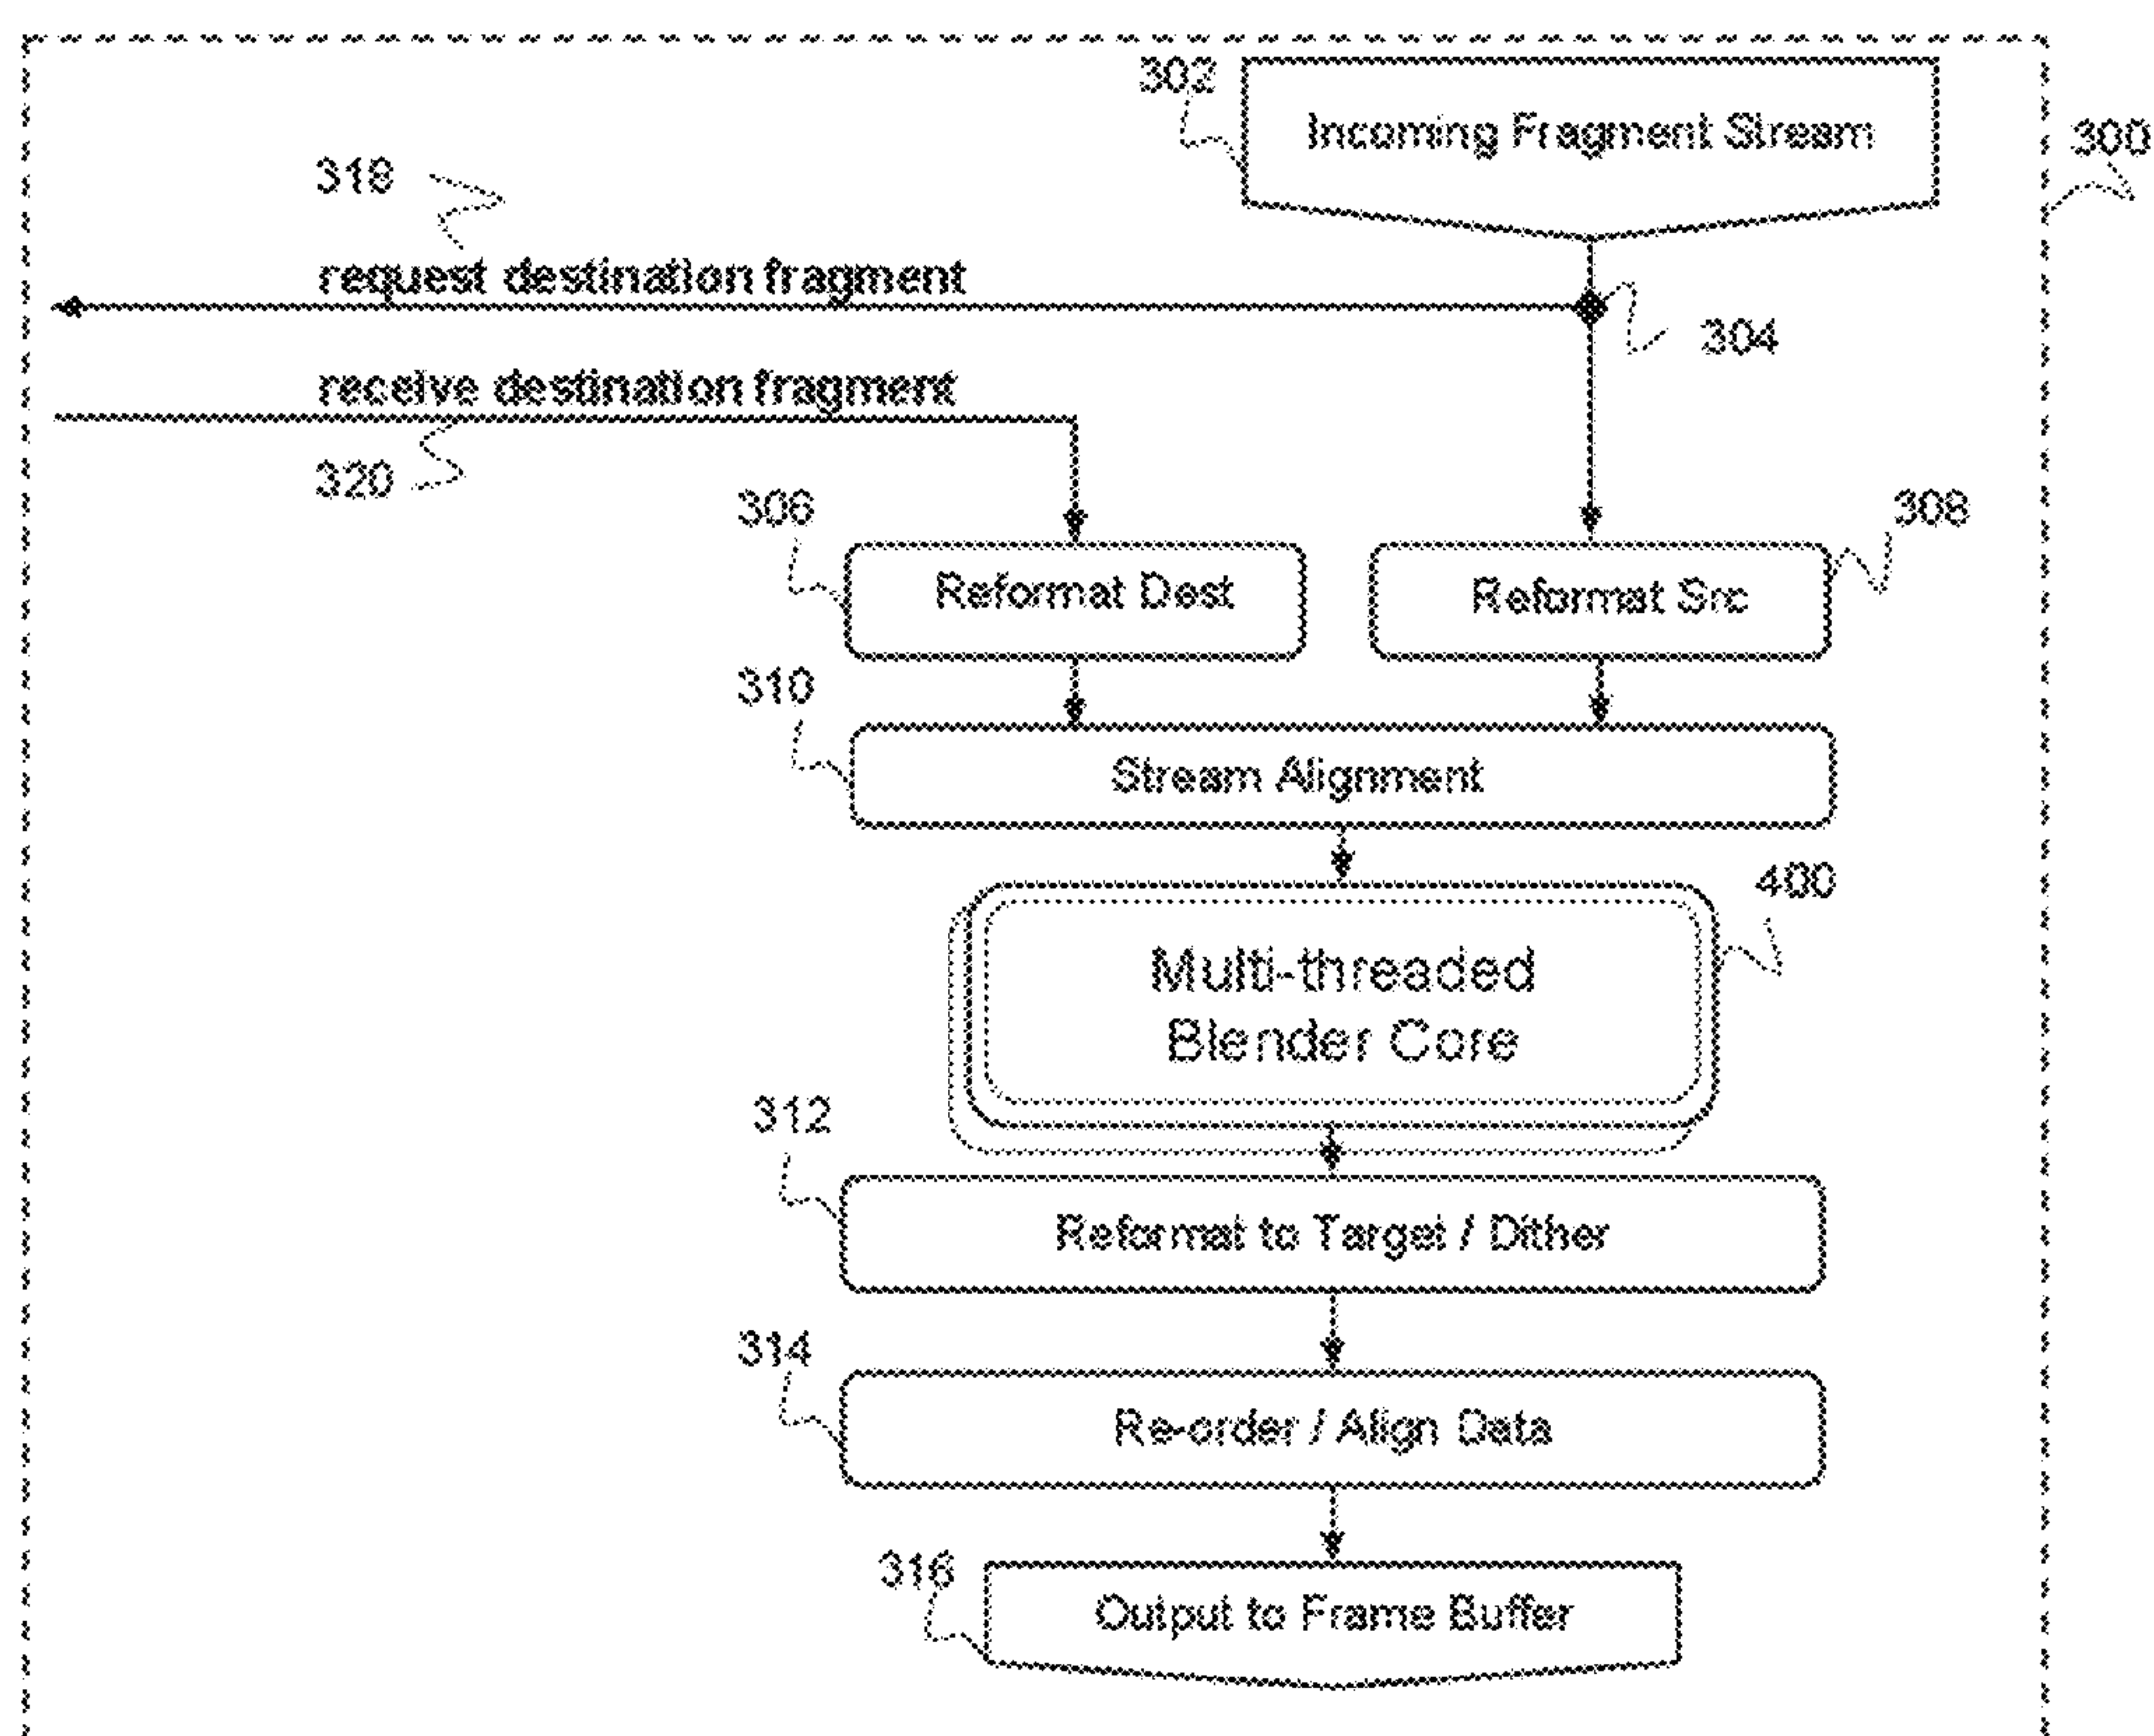 302
Incoming Fragment Stream
300
318
request destination fragment
304
receive destination fragment
320
306
308
Reformat Dest
Reformat Src
310
Stream Alignment
400
Multi-threaded
Blender Core
312
Reformat to Target / Dither
314
Re-order / Align Data
316
Output to Frame Buffer